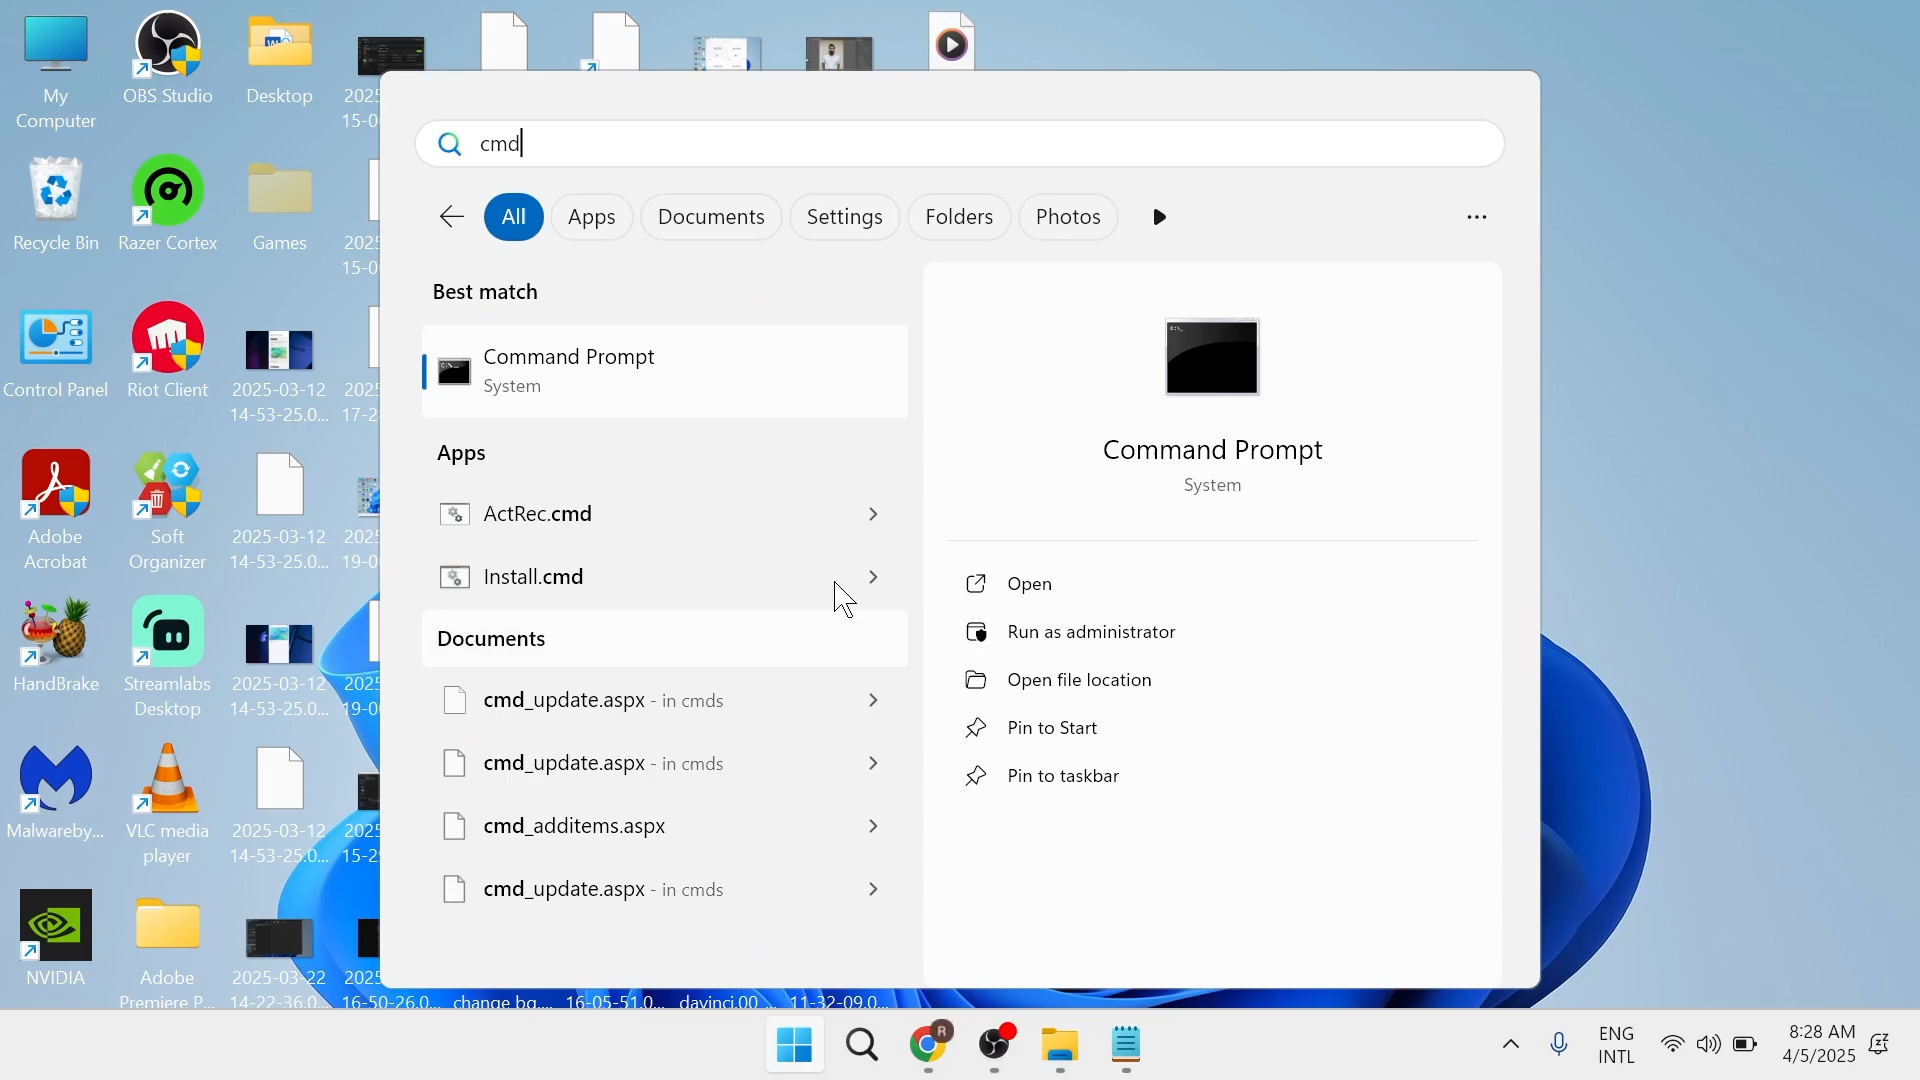 My
Computer
OBS Studio
Desktop
2025
15-0
Recycle Bin
Razer Cortex
Games
2025
15-0
Control Panel
Riot Client
2025-03-12
14-53-25.0...
2025
17-2
Adobe
Acrobat
Soft
Organizer
2025-03-12
14-53-25.0...
2025
19-0
HandBrake
Streamlabs
Desktop
2025-03-12
14-53-25.0...
2025
19-0
Malwareby...
VLC media
player
2025-03-12
14-53-25.0...
2025
15-29
NVIDIA
Adobe
Premiere P...
2025-03-22
14-22-36.0...
2025
16-50-26.0...
change bg....
16-05-51.0...
davinci.00 ...
11-32-09.0...
cmd
All
Apps
Documents
Settings
Folders
Photos
Best match
Command Prompt
System
Apps
ActRec.cmd
Install.cmd
Documents
cmd_update.aspx - in cmds
cmd_update.aspx - in cmds
cmd_additems.aspx
cmd_update.aspx - in cmds
Command Prompt
System
Open
Run as administrator
Open file location
Pin to Start
Pin to taskbar
R
ENG
INTL
8:28 AM
4/5/2025